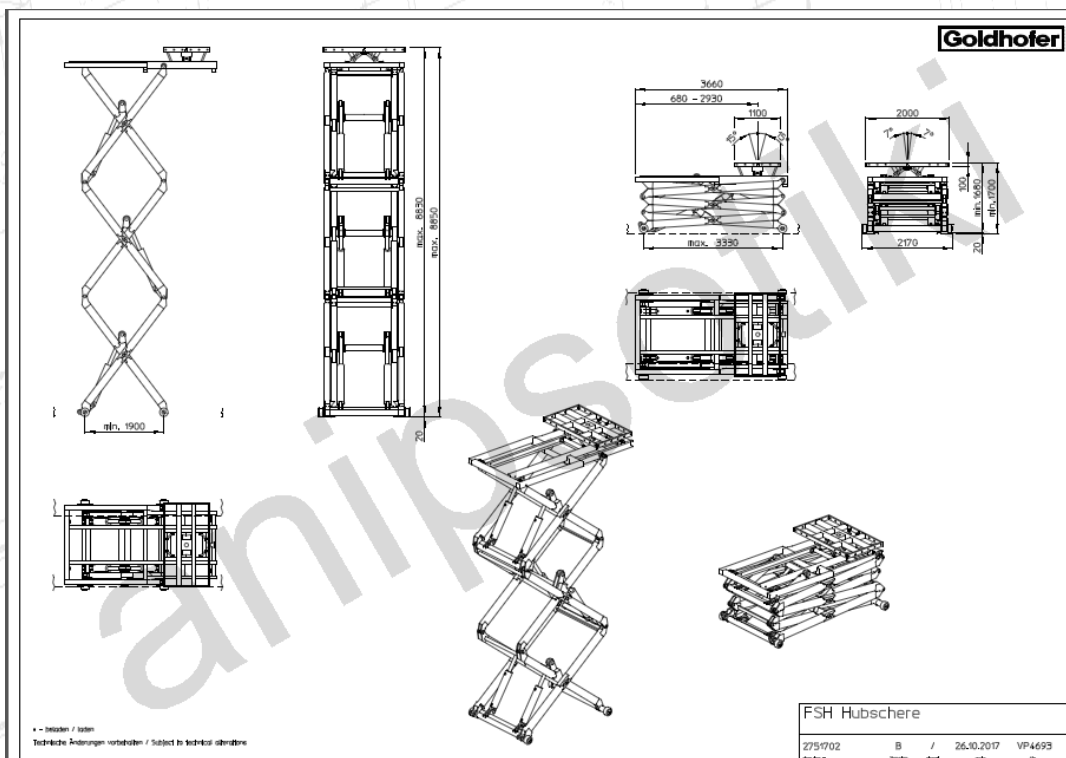 Goldhofer
3660
680 - 2930
1100
15°
2000
7°
7°
100
min. 1680
min. 1700
max. 3330
2170
20
max. 8830
max. 8850
20
min. 1900
anipsotiki
* - beladen / laden
Technische Änderungen vorbehalten / Subject to technical alterations
FSH Hubschere
2751702 B / 26.10.2017 VP4693